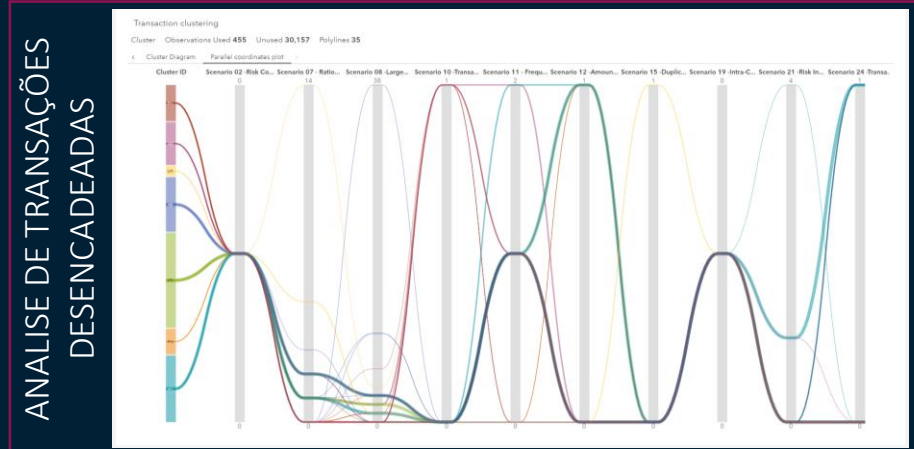 ANALISE DE TRANSAÇÕES
DESENCADEADAS
Transaction clustering
Cluster Observations Used 455 Unused 30,157 Polylines 35
‹ Cluster Diagram Parallel coordinates plot ›
Cluster ID Scenario 02 -Risk Co... Scenario 07 - Ratio... Scenario 08 -Large... Scenario 10 -Transa... Scenario 11 - Frequ... Scenario 12 -Amoun... Scenario 15 -Duplic... Scenario 19 -Intra-C... Scenario 21 -Risk In... Scenario 24 -Transa.
0 14 38 1 2 1 1 0 4 1
0 0 0 0 0 0 0 0 0